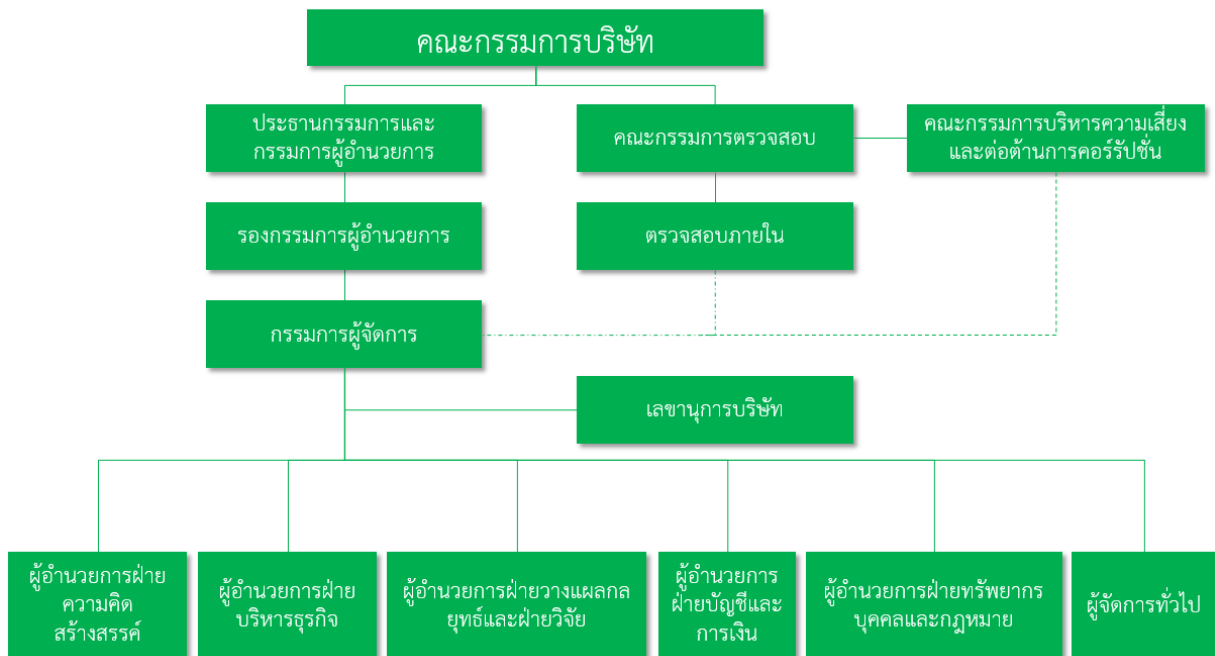 คณะกรรมการบริษัท
ประธานกรรมการและ
กรรมการผู้อำนวยการ
คณะกรรมการตรวจสอบ
คณะกรรมการบริหารความเสี่ยง
และต่อต้านการคอร์รัปชั่น
รองกรรมการผู้อำนวยการ
ตรวจสอบภายใน
กรรมการผู้จัดการ
เลขานุการบริษัท
ผู้อำนวยการฝ่าย
ความคิด
สร้างสรรค์
ผู้อำนวยการฝ่าย
บริหารธุรกิจ
ผู้อำนวยการฝ่ายวางแผลกล
ยุทธ์และฝ่ายวิจัย
ผู้อำนวยการ
ฝ่ายบัญชีและ
การเงิน
ผู้อำนวยการฝ่ายทรัพยากร
บุคคลและกฎหมาย
ผู้จัดการทั่วไป